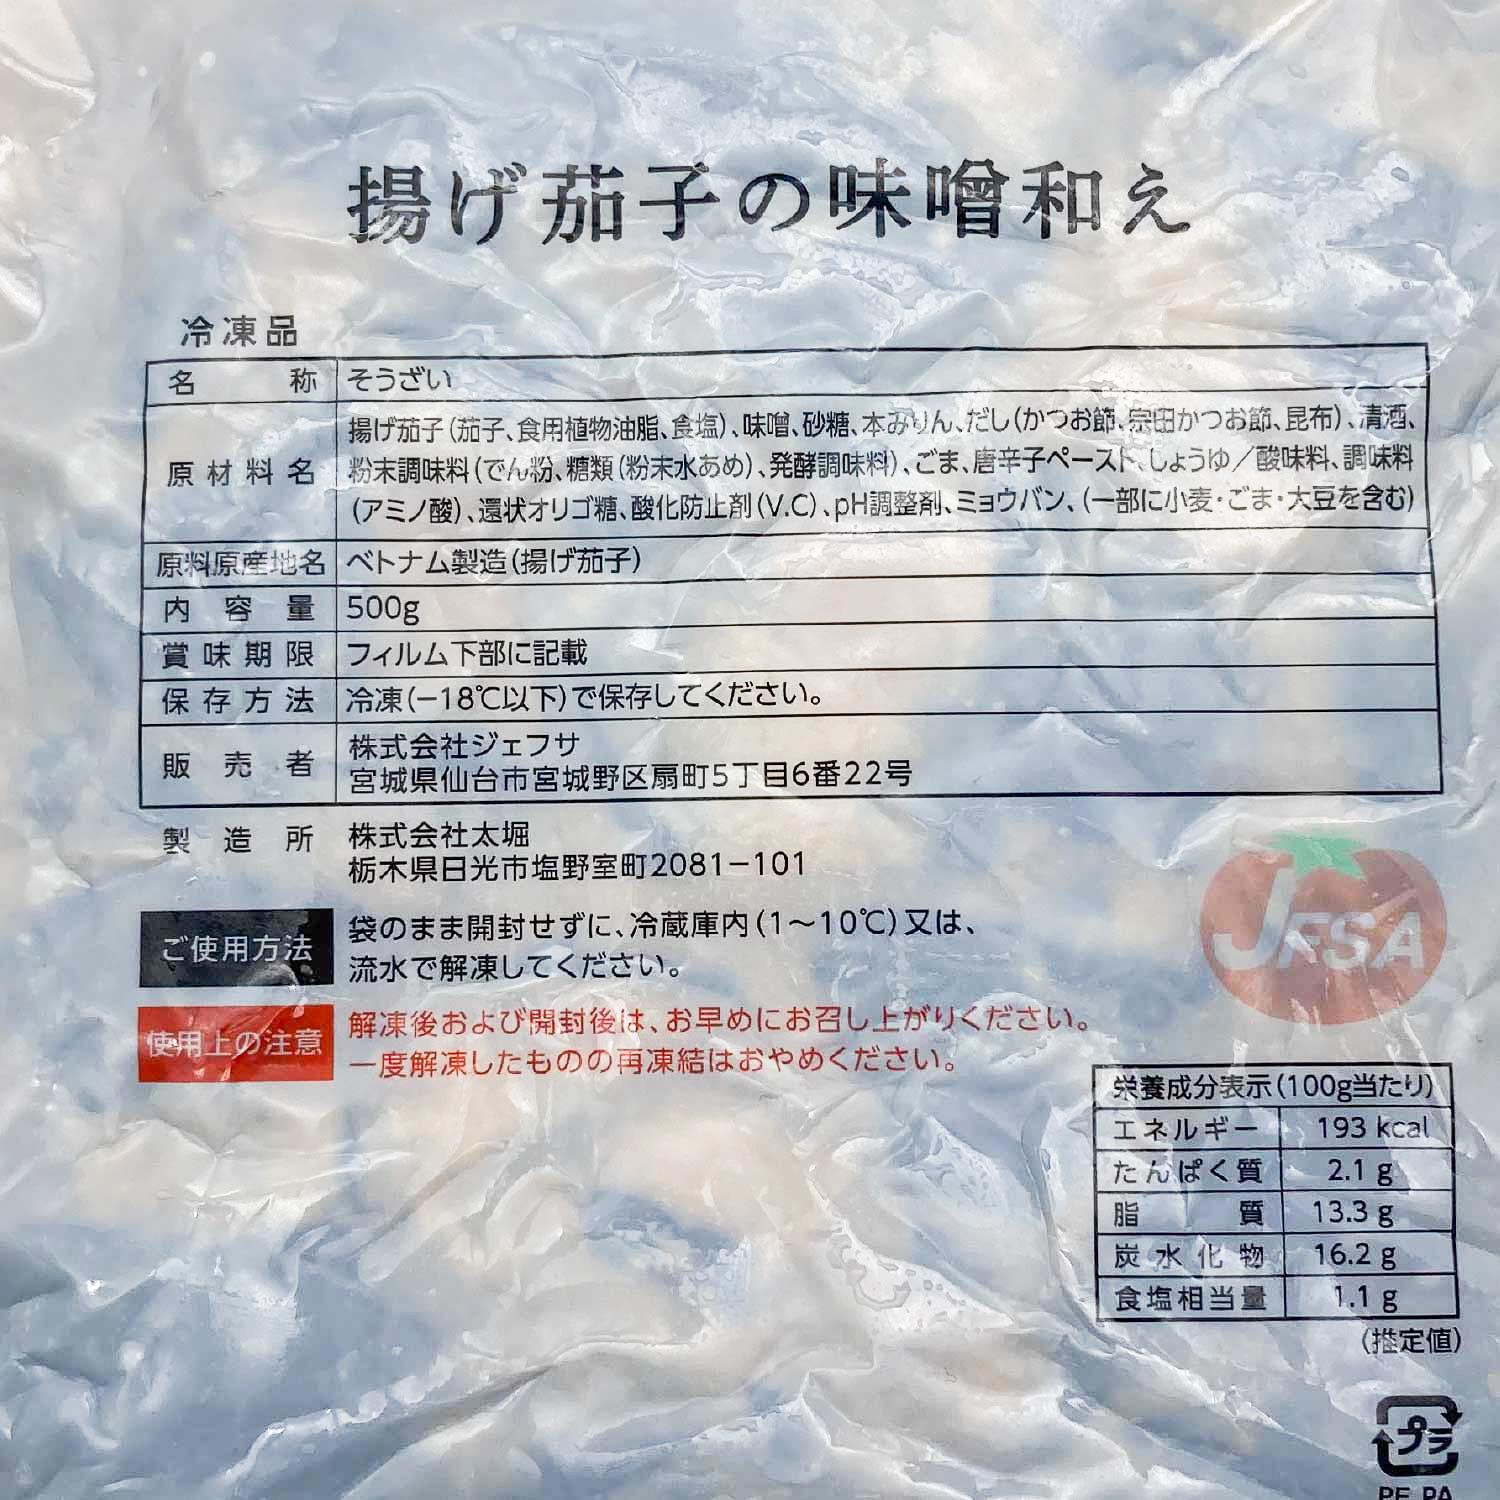 揚げ茄子の味噌和え
冷凍品
名称 そうざい
原材料名 揚げ茄子(茄子、食用植物油脂、食塩)、味噌、砂糖、本みりん、だし(かつお節、宗田かつお節、昆布)、清酒、
粉末調味料(でん粉、糖類(粉末水あめ)、発酵調味料)、ごま、唐辛子ペースト、しょうゆ/酸味料、調味料
(アミノ酸)、還状オリゴ糖、酸化防止剤(V.C)、pH調整剤、ミョウバン、(一部に小麦・ごま・大豆を含む)
原料原産地名 ベトナム製造(揚げ茄子)
内容量 500g
賞味期限 フィルム下部に記載
保存方法 冷凍(−18℃以下)で保存してください。
販売者 株式会社ジェフサ
宮城県仙台市宮城野区扇町5丁目6番22号
製造所 株式会社太堀
栃木県日光市塩野室町2081−101
ご使用方法 袋のまま開封せずに、冷蔵庫内(1〜10℃)又は、
流水で解凍してください。
使用上の注意 解凍後および開封後は、お早めにお召し上がりください。
一度解凍したものの再凍結はおやめください。
JFSA
栄養成分表示(100g当たり)
エネルギー 193 kcal
たんぱく質 2.1 g
脂質 13.3 g
炭水化物 16.2 g
食塩相当量 1.1 g
(推定値)
プラ
PE, PA